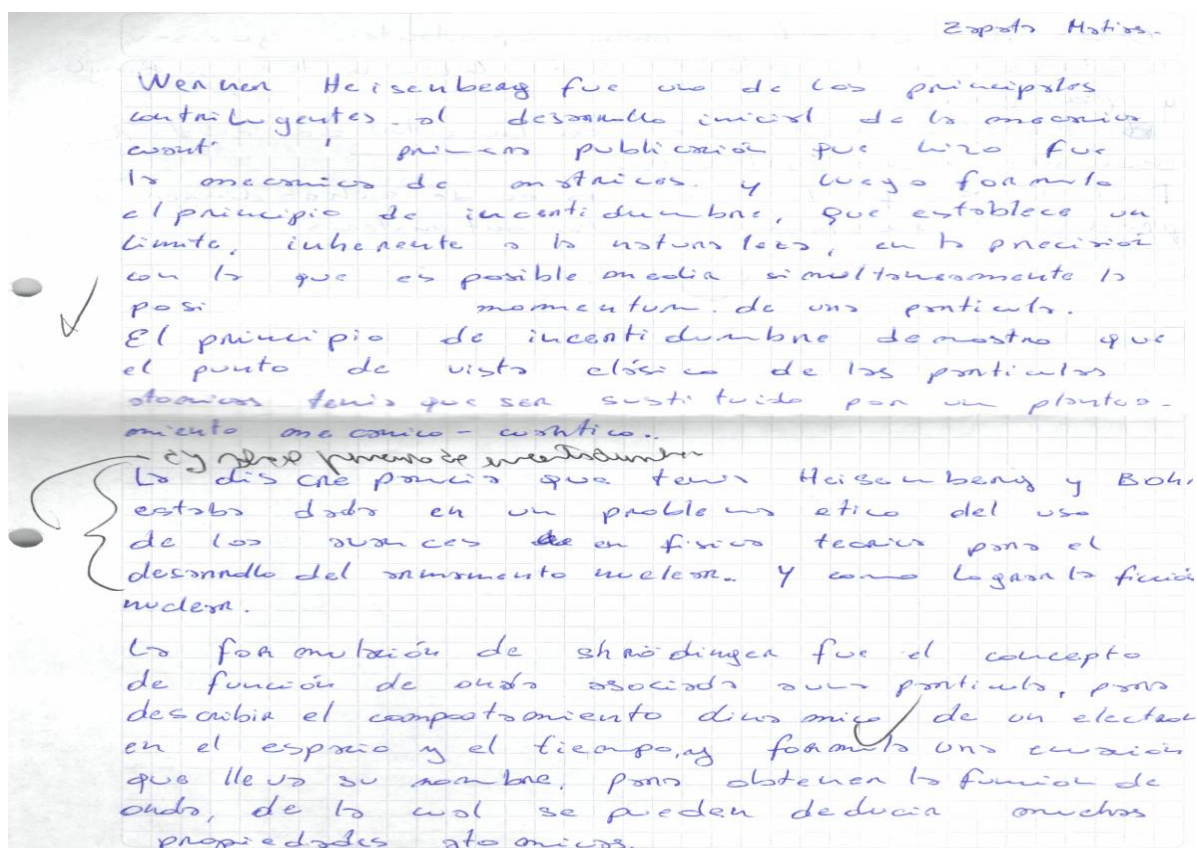 Zapata Matias.
Wenner Heisenberg fue uno de los principales
contribuyentes al desarrollo inicial de la mecanica
cuant primera publicación que hizo fue
la mecanica de matrices. y luego formulo
el principio de incertidumbre, que establece un
limite, inherente a la naturaleza, en la precisión
con la que es posible medir simultaneamente la
posi momentum. de una particula.
El principio de incertidumbre demostro que
el punto de vista clásico de las particulas
atomicas tenia que ser sustituido por un plantea-
miento mecanico-cuantico..
- ¿y sobre de incertidumbre
La discrepancia que tenia Heisenberg y Bohr
estaba dada en un problema etico del uso
de los avances en fisica teorica para el
desarrollo del armamento nuclear. Y como lograr la ficción
nuclear.
La formulación de shrödinger fue el concepto
de función de onda asociada a una particula, para
describir el comportamiento dinamico de un electron
en el espacio y el tiempo, y formulo una ecuación
que lleva su nombre, para obtener la funcion de
onda, de la cual se pueden deducir muchas
propiedades atomicas.